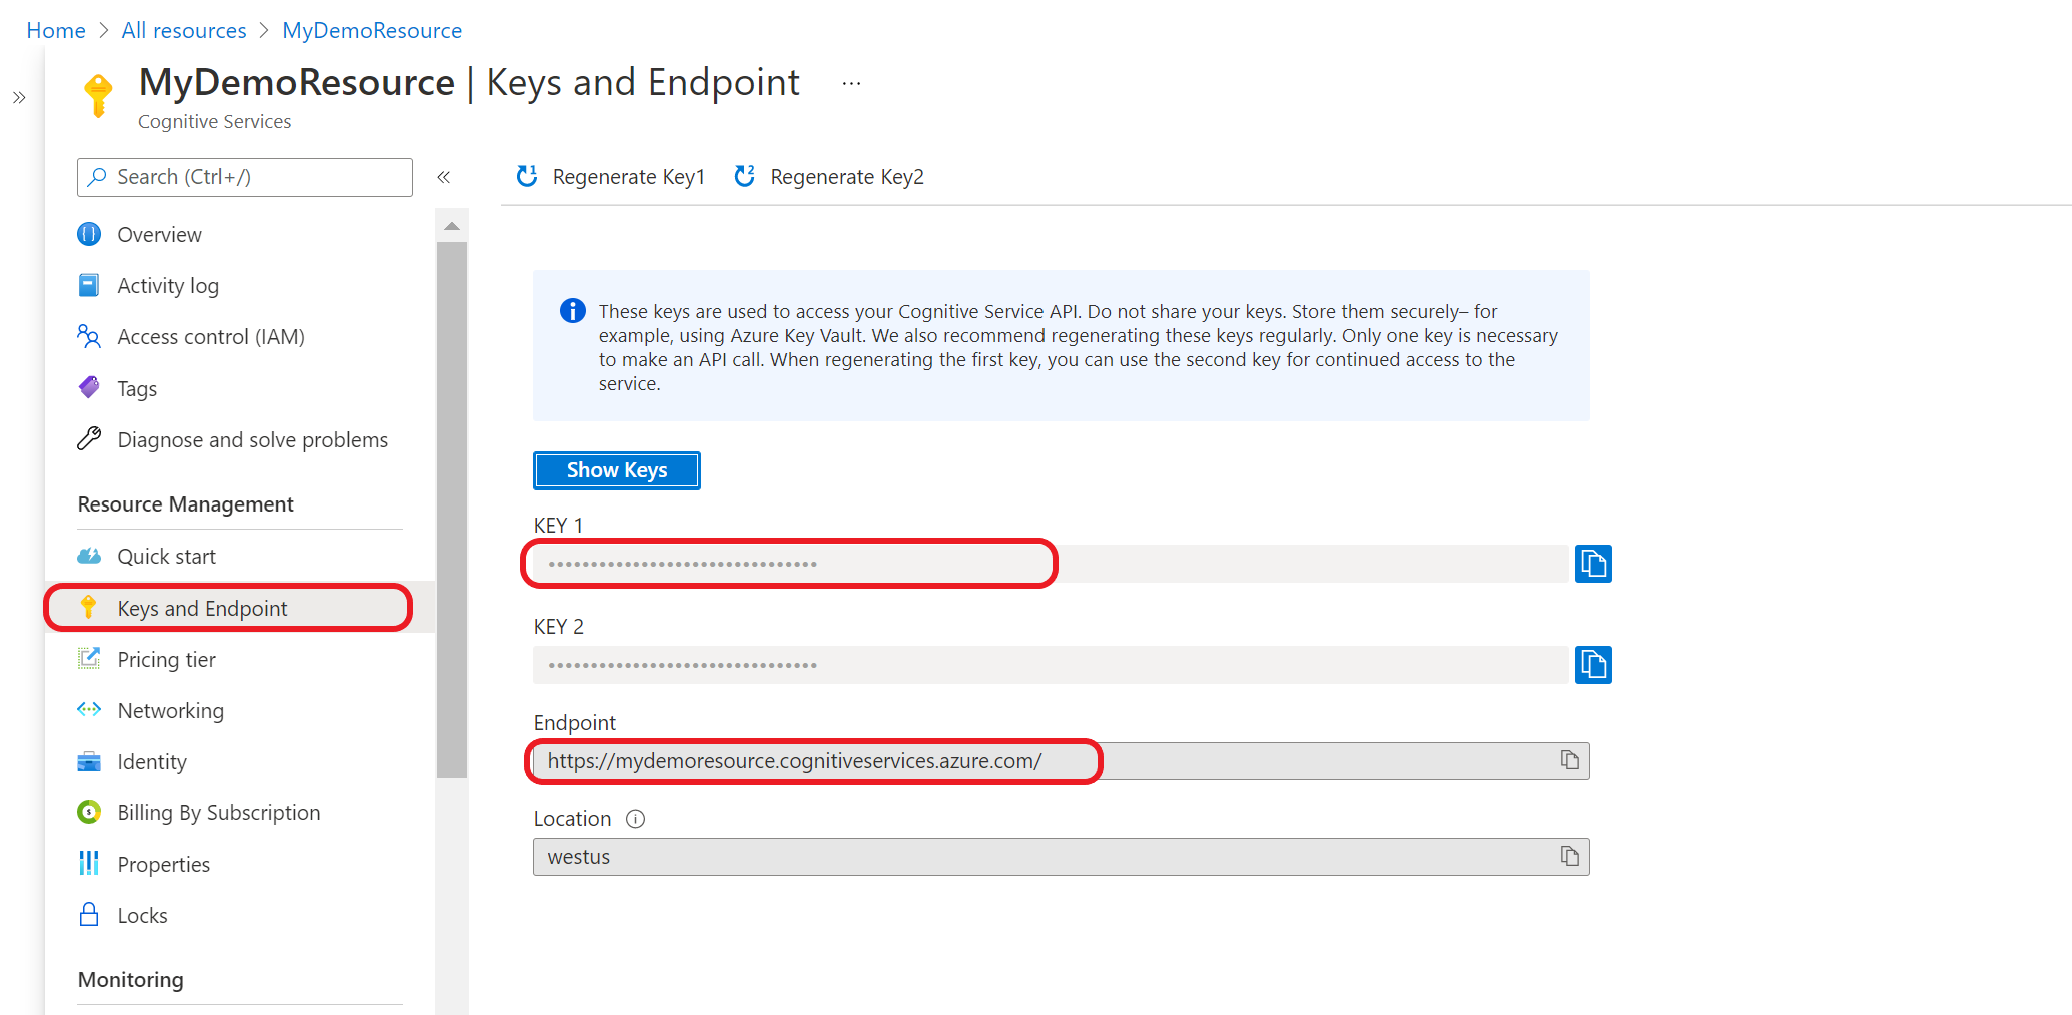 Home > All resources > MyDemoResource
MyDemoResource | Keys and Endpoint ...
Cognitive Services
Search (Ctrl+/)
Overview
Activity log
Access control (IAM)
Tags
Diagnose and solve problems
Resource Management
Quick start
Keys and Endpoint
Pricing tier
Networking
Identity
Billing By Subscription
Properties
Locks
Monitoring
Regenerate Key1 Regenerate Key2
These keys are used to access your Cognitive Service API. Do not share your keys. Store them securely– for
example, using Azure Key Vault. We also recommend regenerating these keys regularly. Only one key is necessary
to make an API call. When regenerating the first key, you can use the second key for continued access to the
service.
Show Keys
KEY 1
••••••••••••••••••••••••••••••••
KEY 2
••••••••••••••••••••••••••••••••
Endpoint
https://mydemoresource.cognitiveservices.azure.com/
Location
westus